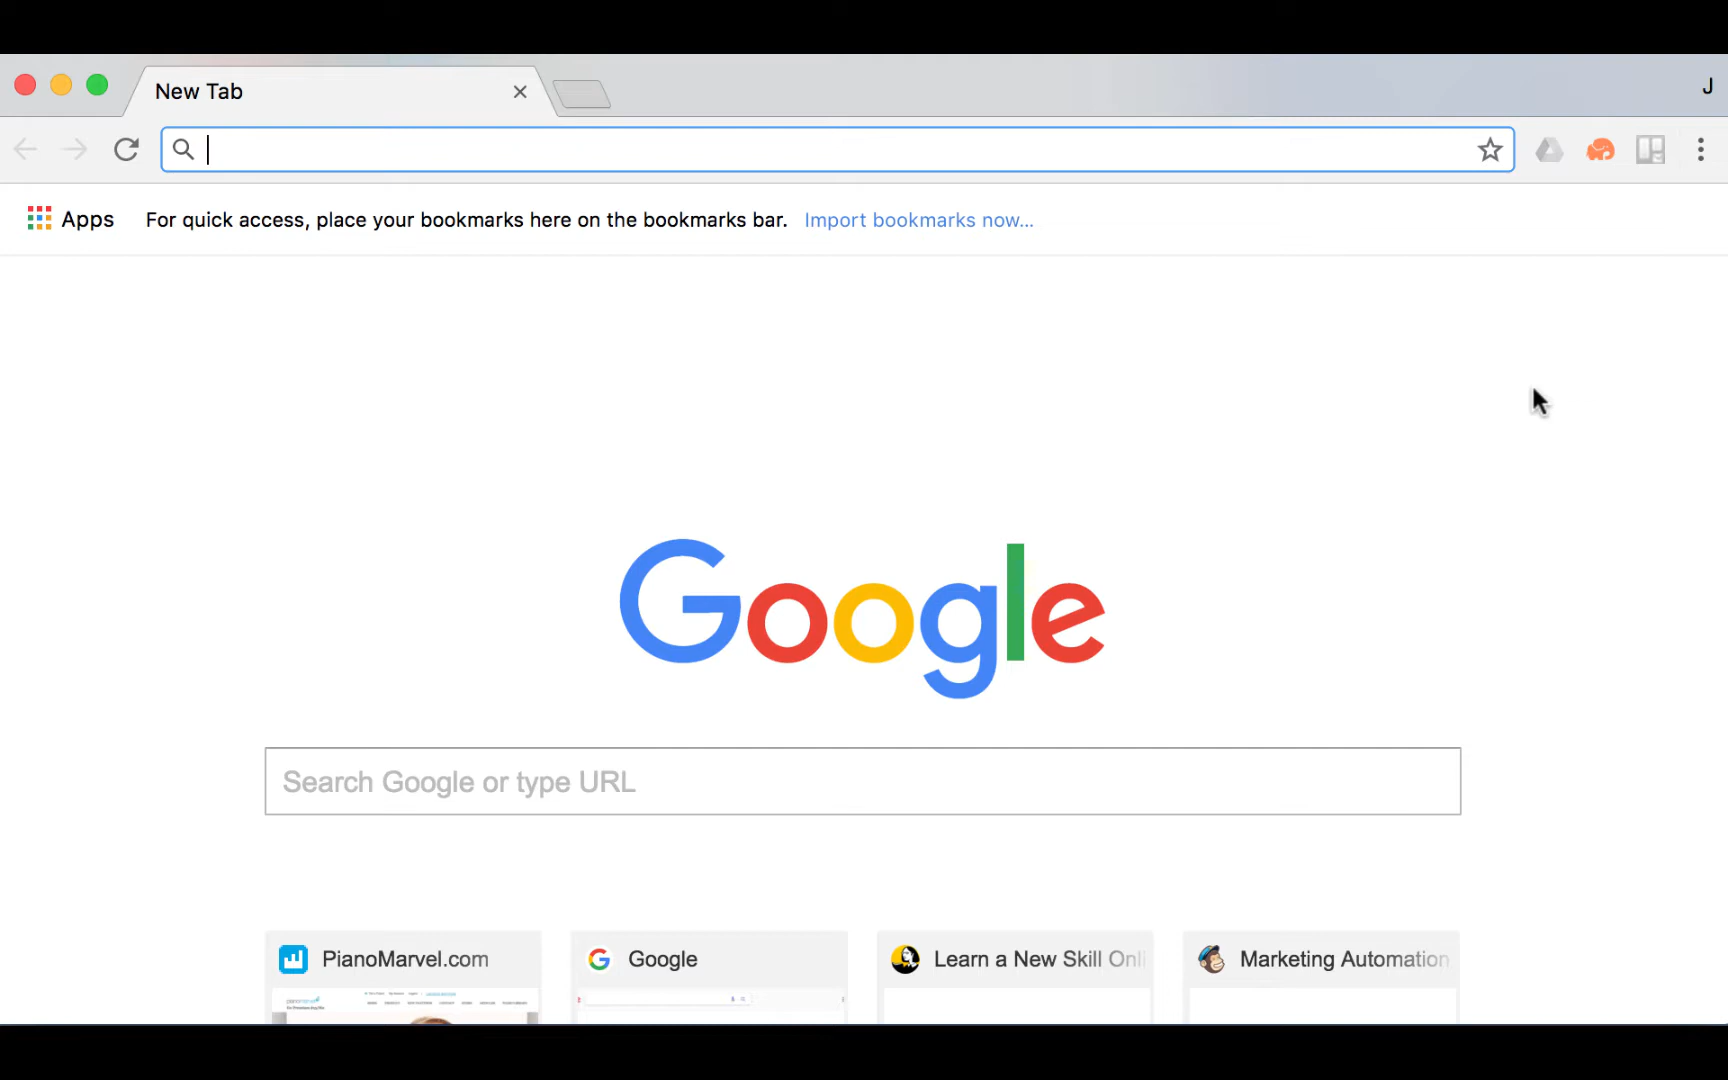 New Tab
J
Apps
For quick access, place your bookmarks here on the bookmarks bar. Import bookmarks now...
Google
Search Google or type URL
PianoMarvel.com
Google
Learn a New Skill Onli
Marketing Automation